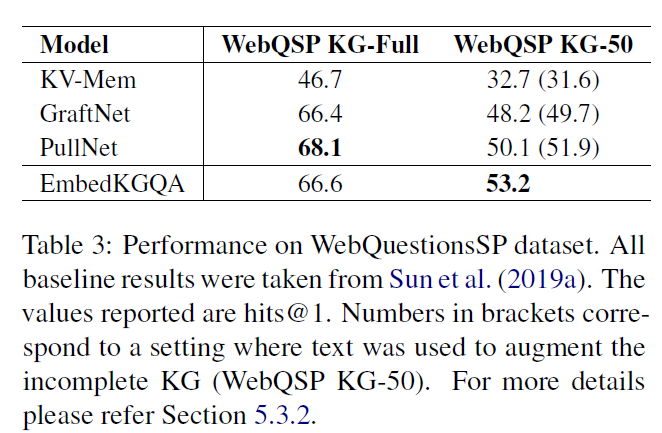 Model WebQSP KG-Full WebQSP KG-50
KV-Mem 46.7 32.7 (31.6)
GraftNet 66.4 48.2 (49.7)
PullNet 68.1 50.1 (51.9)
EmbedKGQA 66.6 53.2
Table 3: Performance on WebQuestionsSP dataset. All
baseline results were taken from Sun et al. (2019a). The
values reported are hits@1. Numbers in brackets corre-
spond to a setting where text was used to augment the
incomplete KG (WebQSP KG-50). For more details
please refer Section 5.3.2.